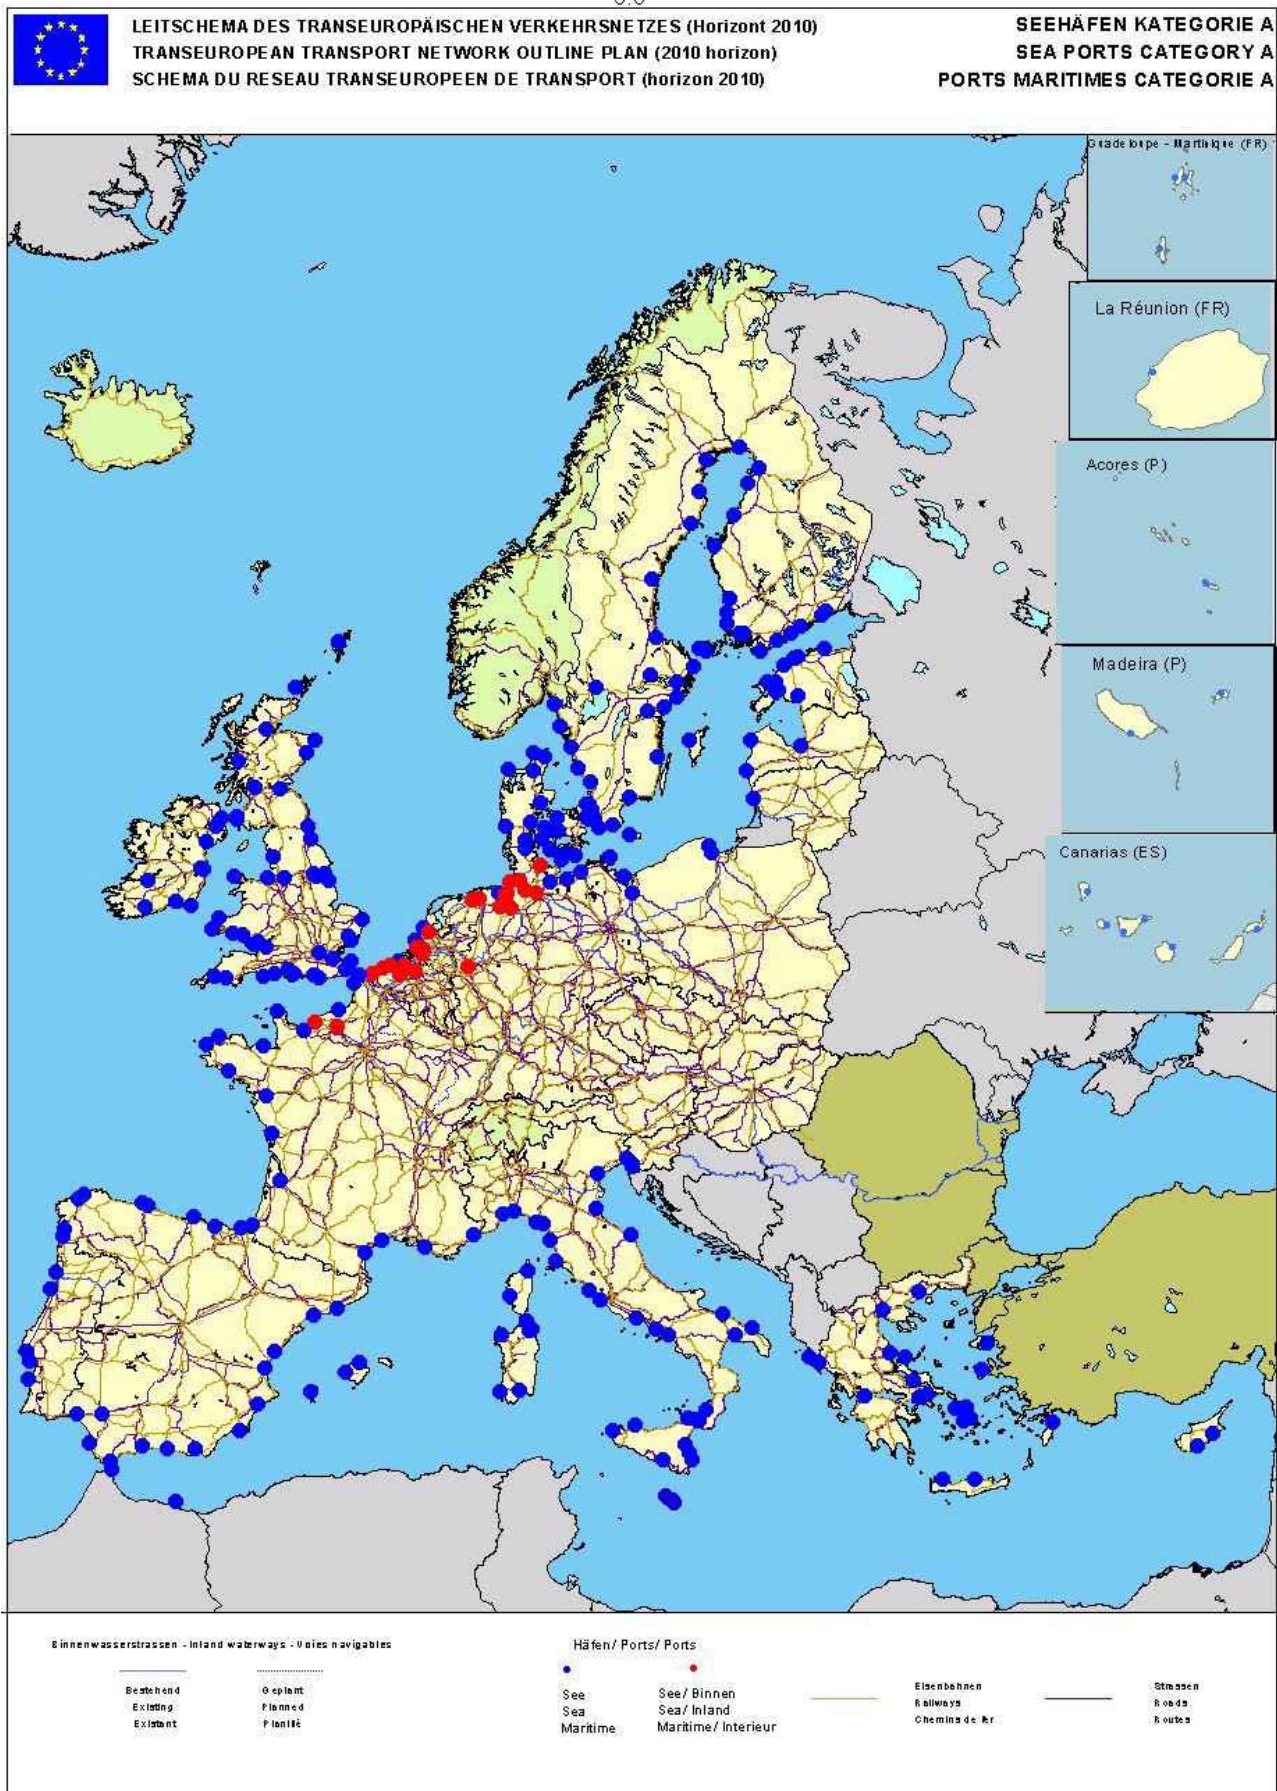 LEITSCHEMA DES TRANSEUROPÄISCHEN VERKEHRSNETZES (Horizont 2010)
TRANSEUROPEAN TRANSPORT NETWORK OUTLINE PLAN (2010 horizon)
SCHEMA DU RESEAU TRANSEUROPEEN DE TRANSPORT (horizon 2010)
SEEHÄFEN KATEGORIE A
SEA PORTS CATEGORY A
PORTS MARITIMES CATEGORIE A
Guadeloupe - Martinique (FR)
La Réunion (FR)
Acores (P)
Madeira (P)
Canarias (ES)
Binnenwasserstrassen - Inland waterways - Voies navigables
Bestehend
Existing
Existant
Geplant
Planned
Planifié
Häfen/ Ports/ Ports
See
Sea
Maritime
See/ Binnen
Sea/ Inland
Maritime/ Interieur
Eisenbahnen
Railways
Chemins de fer
Strassen
Roads
Routes